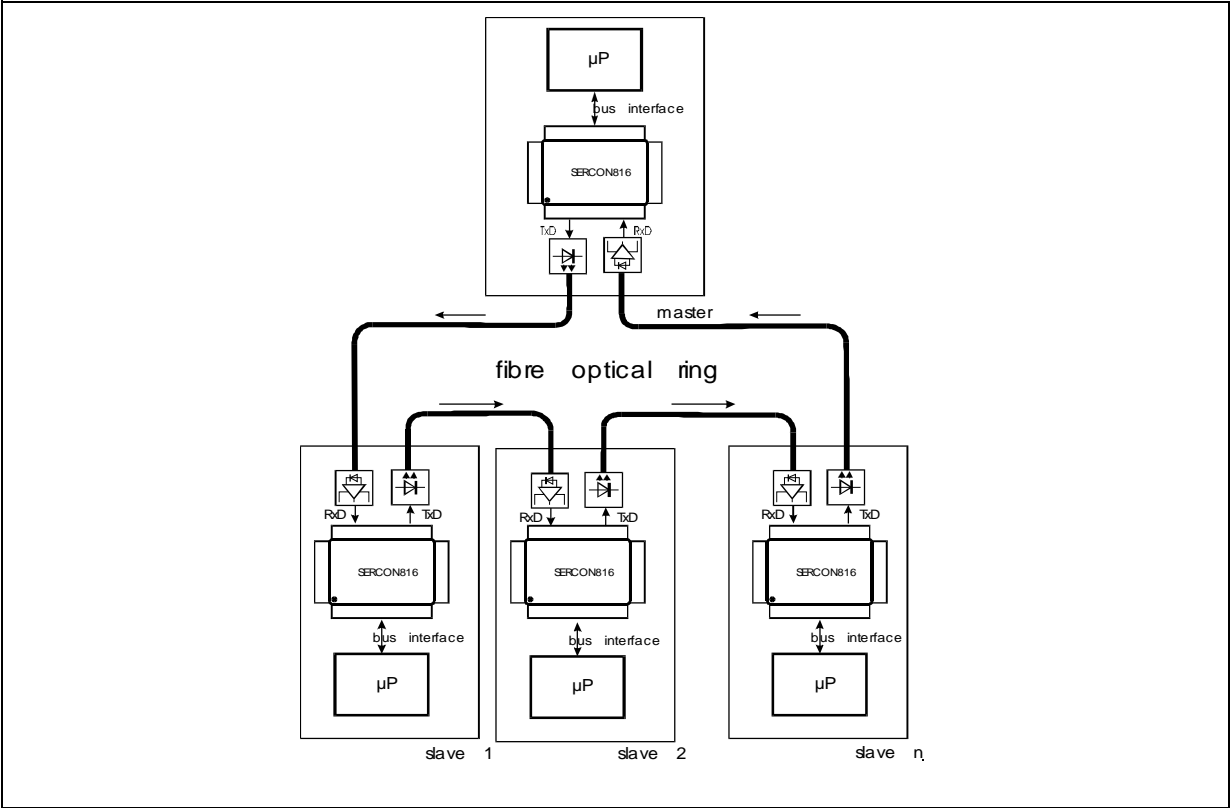 µP
bus interface
SERCON816
TxD RxD
master
fibre optical ring
RxD TxD
RxD TxD
RxD TxD
SERCON816
SERCON816
SERCON816
bus interface
bus interface
bus interface
µP
µP
µP
slave 1
slave 2
slave n